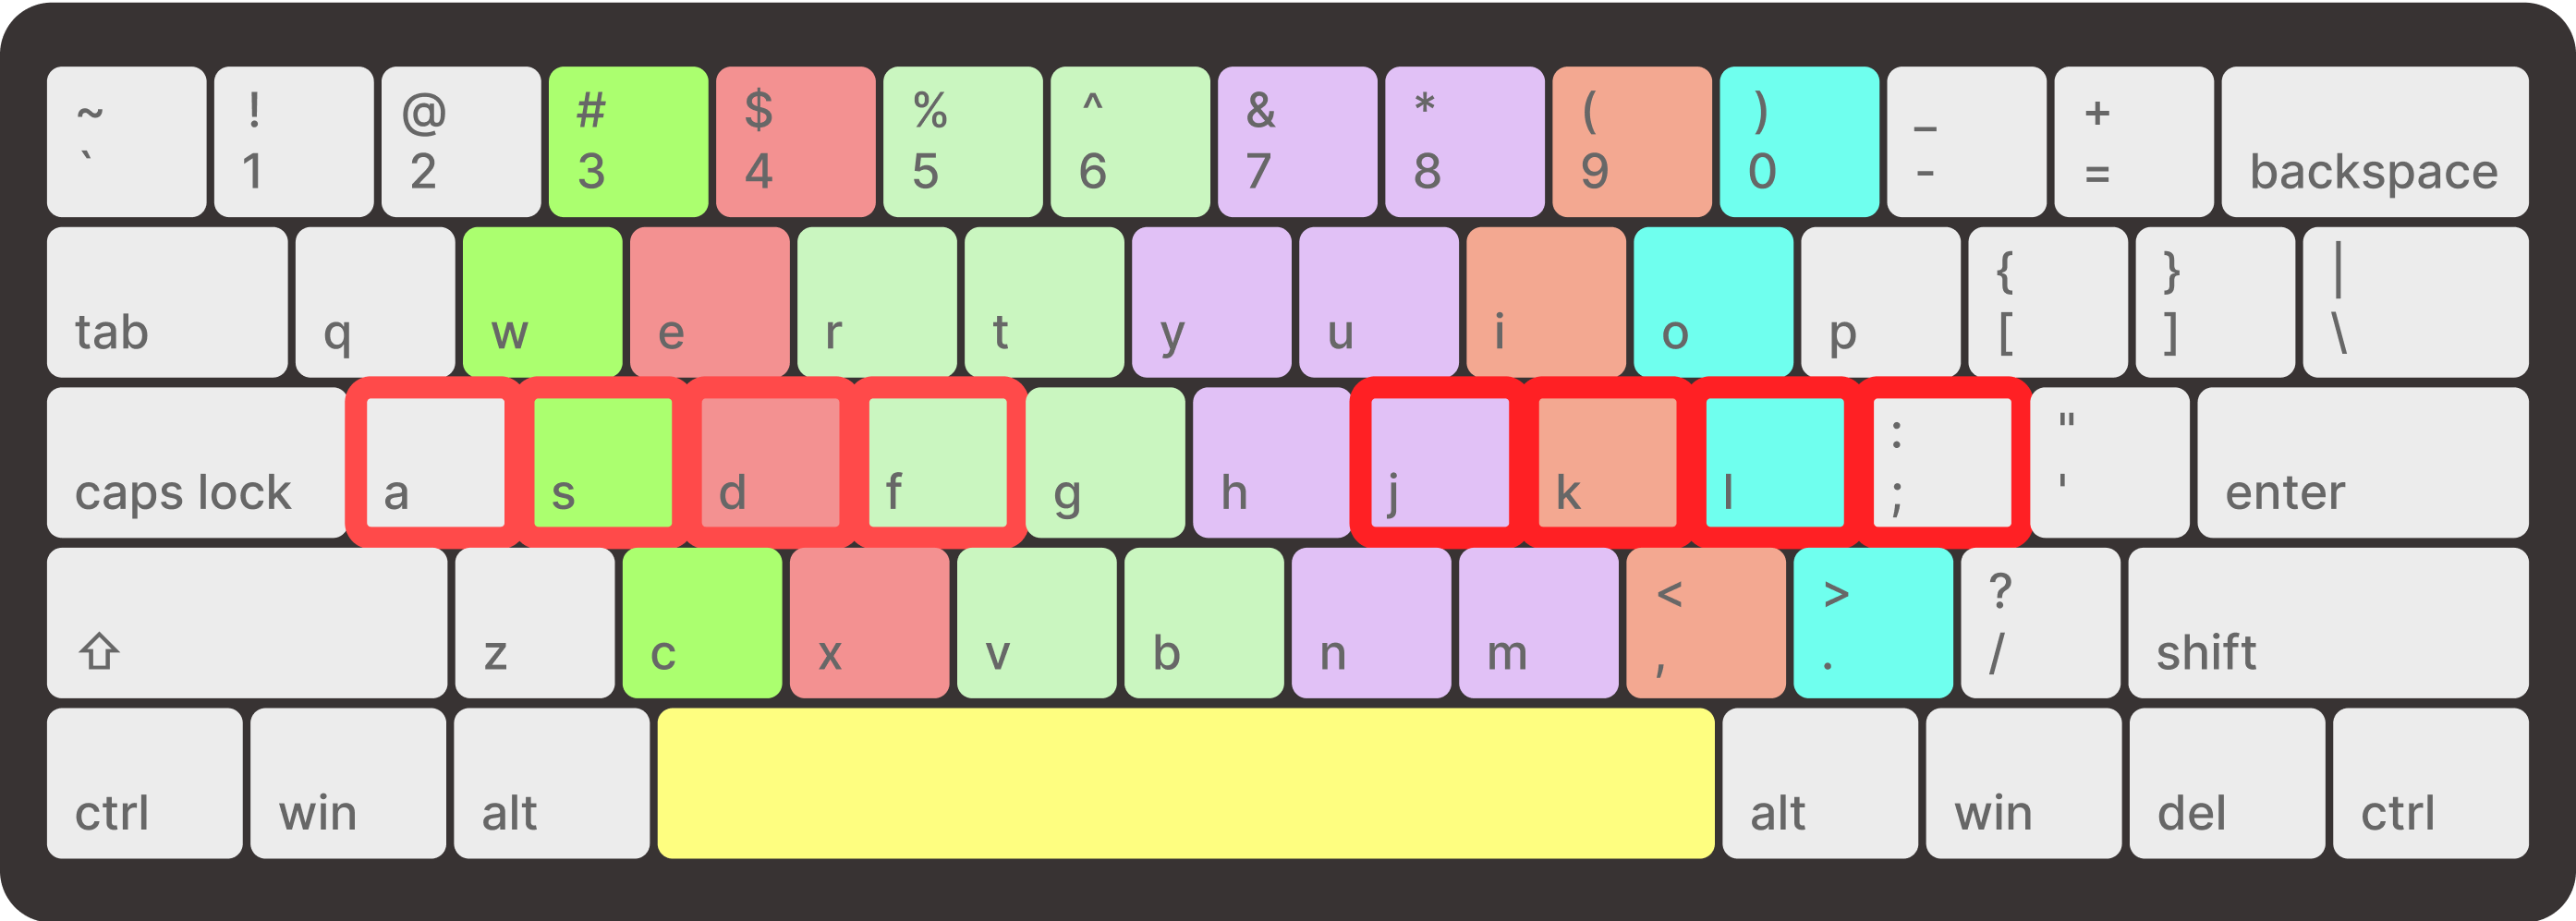 ~ ! @ # $ % ^ & * ( ) _ +
` 1 2 3 4 5 6 7 8 9 0 - = backspace
{ } |
tab q w e r t y u i o p [ ] \
: "
caps lock a s d f g h j k l ; ' enter
< > ?
⇧ z c x v b n m , . / shift
ctrl win alt alt win del ctrl